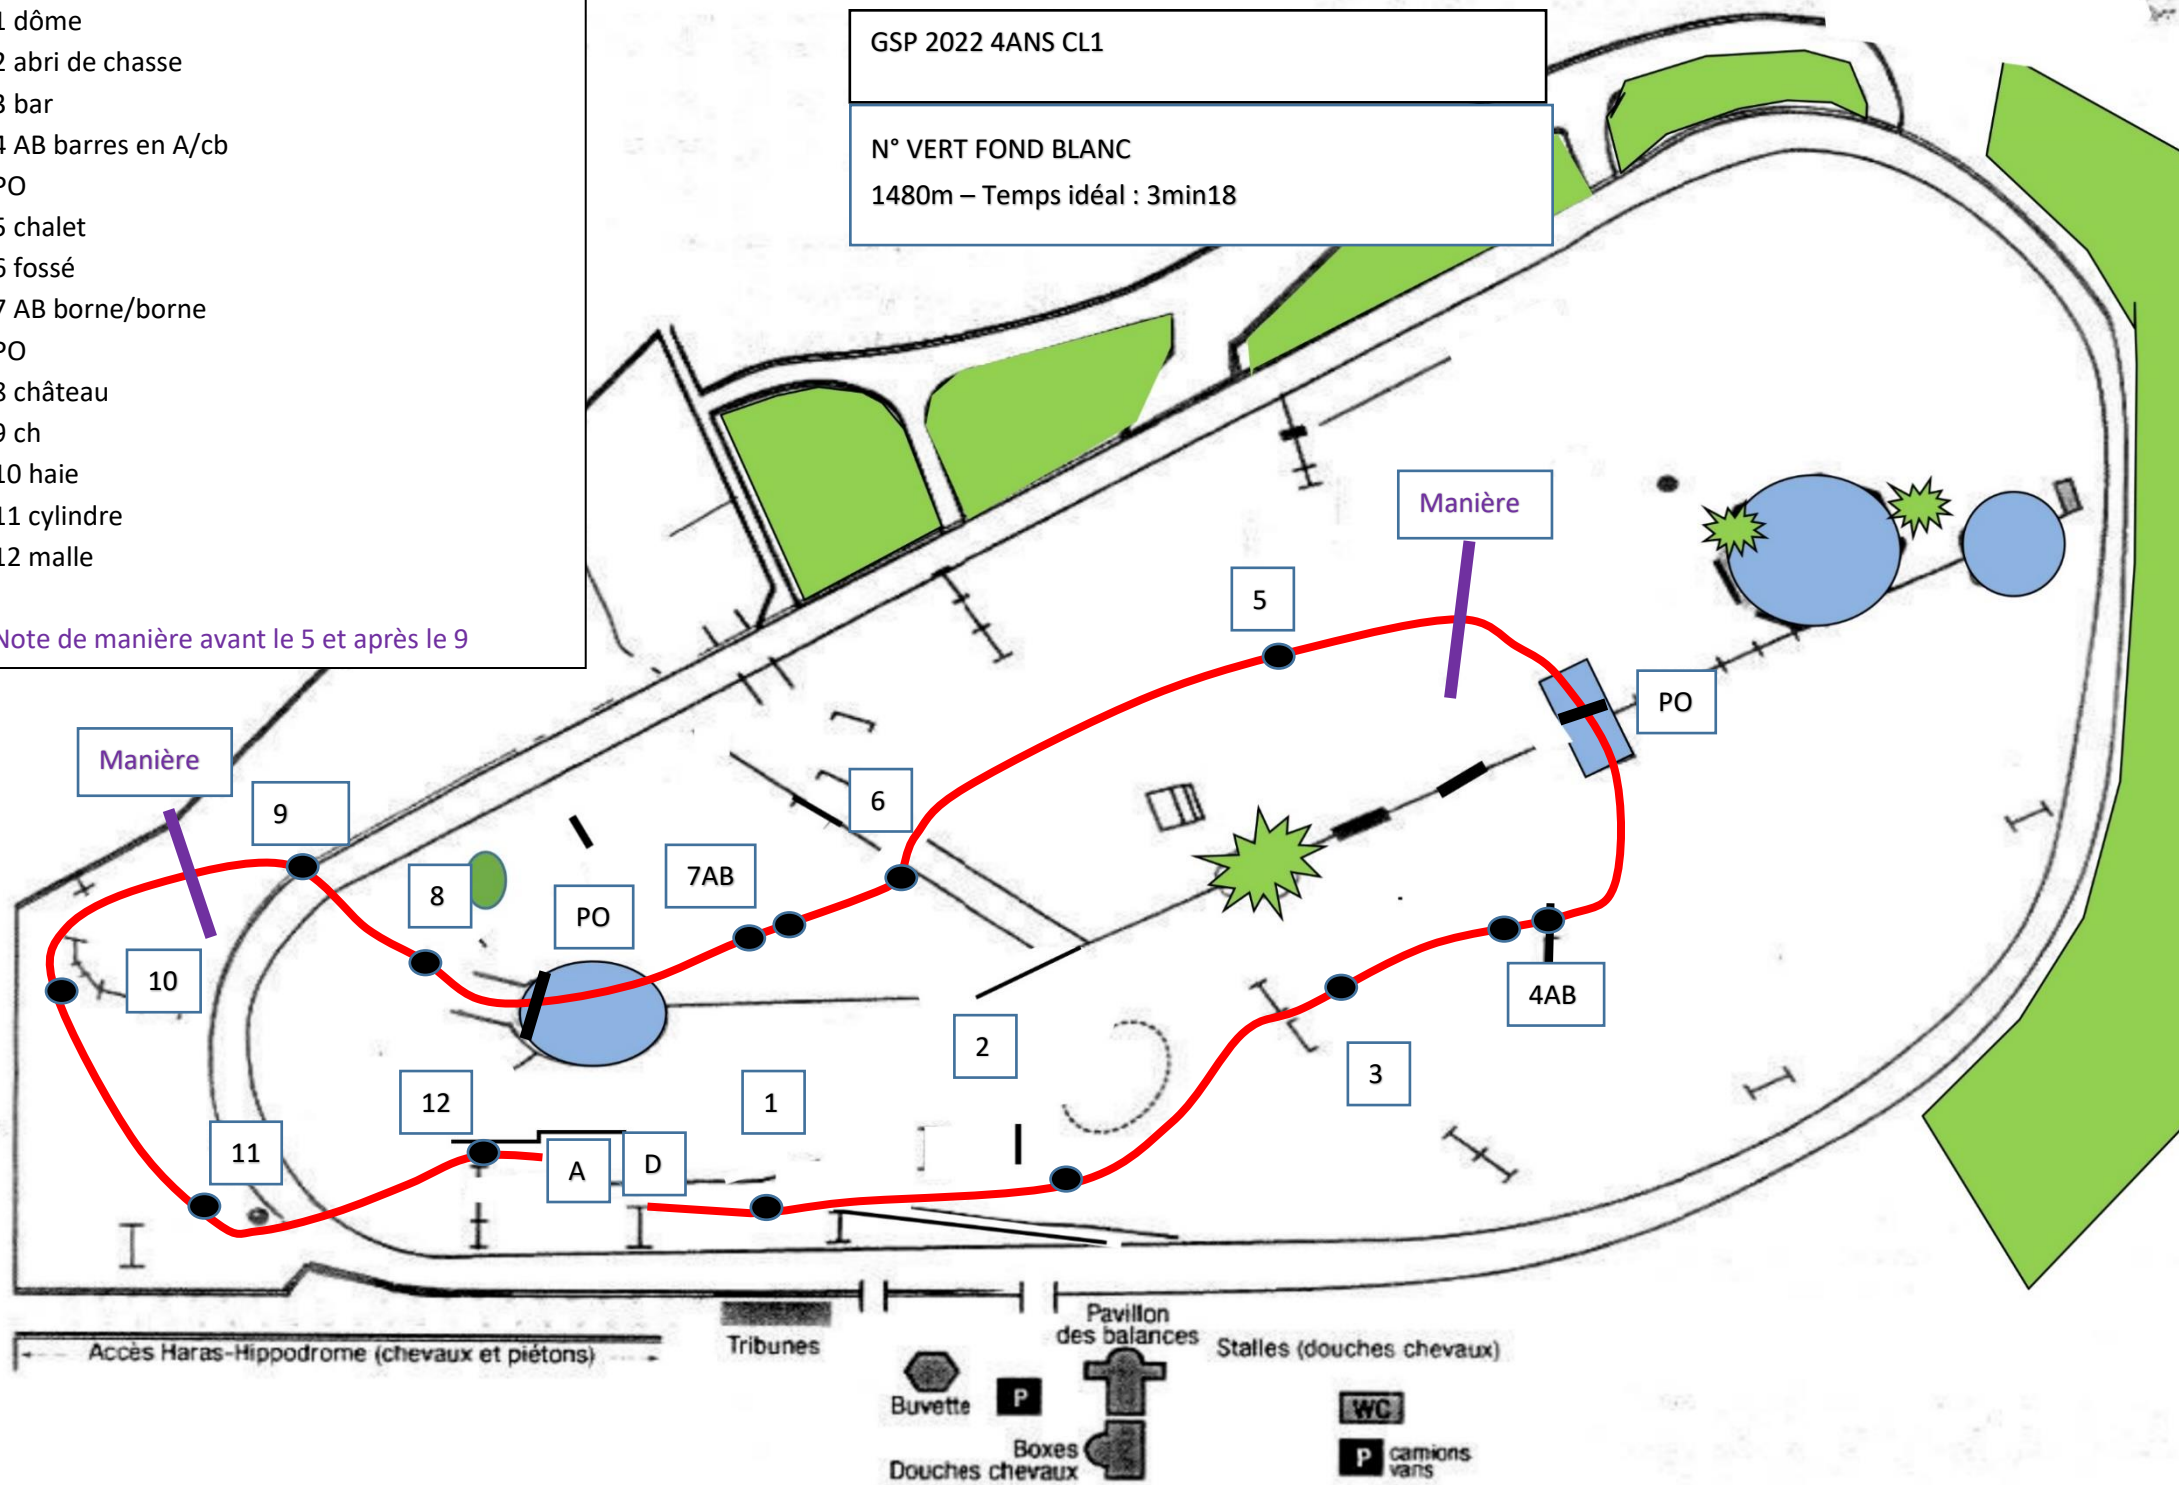 1 dôme
2 abri de chasse
3 bar
4 AB barres en A/cb
PO
5 chalet
6 fossé
7 AB borne/borne
PO
8 château
9 ch
10 haie
11 cylindre
12 malle
Note de manière avant le 5 et après le 9
GSP 2022 4ANS CL1
N° VERT FOND BLANC
1480m – Temps idéal : 3min18
Manière
5
PO
Manière
9
6
7AB
8
PO
10
4AB
2
3
12
1
11
A
D
Accès Haras-Hippodrome (chevaux et piétons)
Tribunes
Pavillon
des balances
Stalles (douches chevaux)
Buvette
P
WC
Boxes
Douches chevaux
P
camions
vans